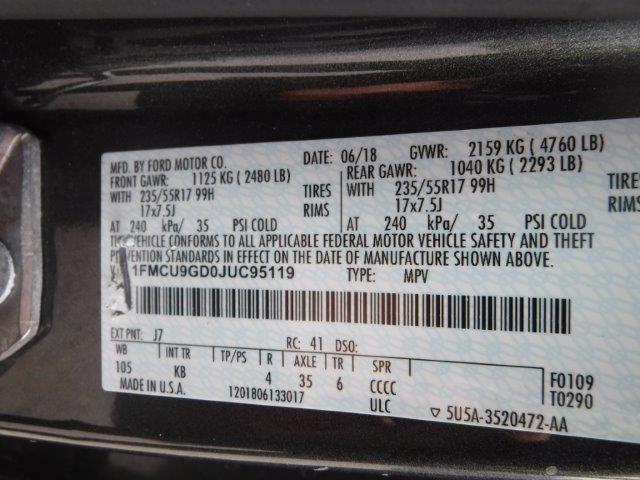 MFD. BY FORD MOTOR CO. DATE: 06/18 GVWR: 2159 KG ( 4760 LB)
FRONT GAWR: 1125 KG ( 2480 LB) REAR GAWR: 1040 KG ( 2293 LB)
WITH 235/55R17 99H TIRES WITH 235/55R17 99H TIRES
17x7.5J RIMS 17x7.5J RIMS
AT 240 kPa/ 35 PSI COLD AT 240 kPa/ 35 PSI COLD
THIS VEHICLE CONFORMS TO ALL APPLICABLE FEDERAL MOTOR VEHICLE SAFETY AND THEFT
PREVENTION STANDARDS IN EFFECT ON THE DATE OF MANUFACTURE SHOWN ABOVE.
1FMCU9GD0JUC95119 TYPE: MPV
EXT PNT: J7 RC: 41 DSO:
WB INT TR TP/PS R AXLE TR SPR
105 KB 4 35 6 CCCC
F0109
T0290
MADE IN U.S.A. 1201806133017 ULC ▽ 5U5A-3520472-AA